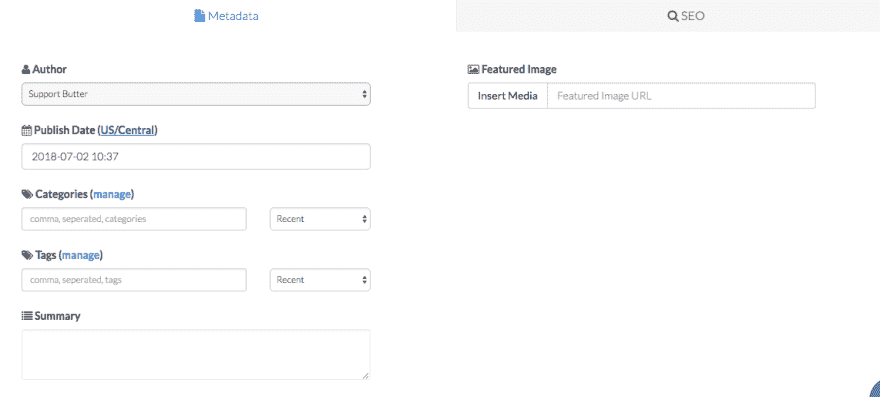 Metadata
SEO
Author
Support Butter
Publish Date (US/Central)
2018-07-02 10:37
Categories (manage)
comma, seperated, categories
Recent
Tags (manage)
comma, seperated, tags
Recent
Summary
Featured Image
Insert Media
Featured Image URL